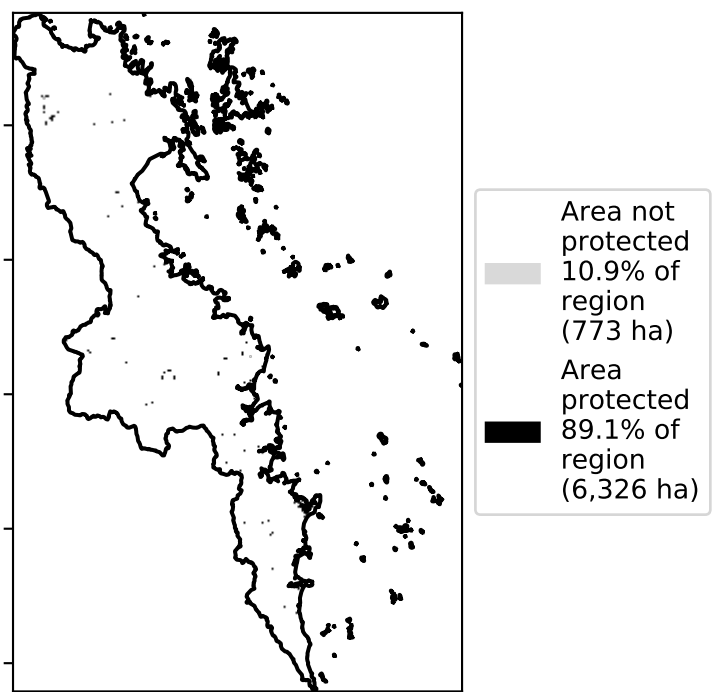 Area not
protected
10.9% of
region
(773 ha)
Area
protected
89.1% of
region
(6,326 ha)